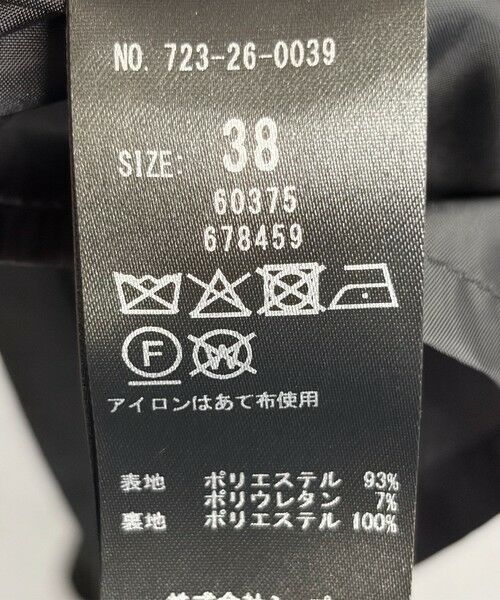 NO. 723-26-0039
SIZE: 38
60375
678459
F
W
アイロンはあて布使用
表地 ポリエステル 93%
ポリウレタン 7%
裏地 ポリエステル 100%